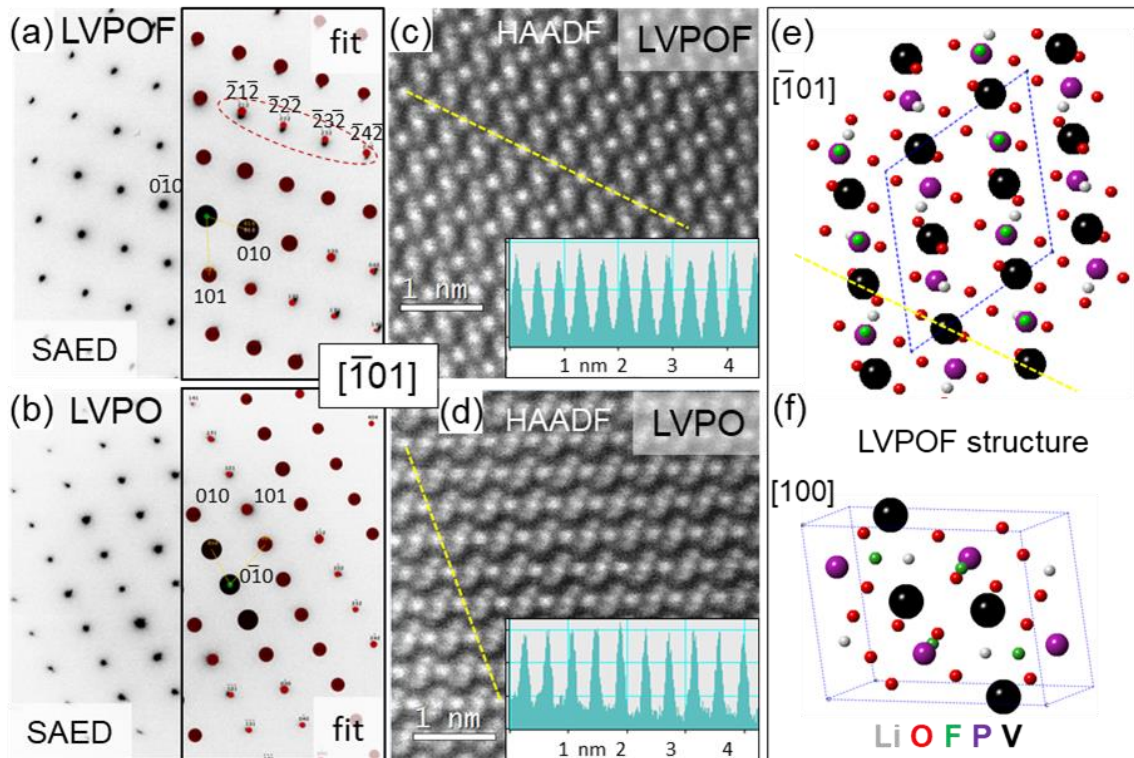 (a) LVPOF
fit
2̄12̄
2̄22̄
2̄32̄
2̄42̄
01̄0
010
101
SAED
(c)
HAADF
LVPOF
1 nm
1 nm 2 3 4
(e)
[1̄01]
[1̄01]
(b) LVPO
010
101
01̄0
SAED
fit
(d)
HAADF
LVPO
1 nm
1 nm 2 3 4
(f)
LVPOF structure
[100]
Li O F P V